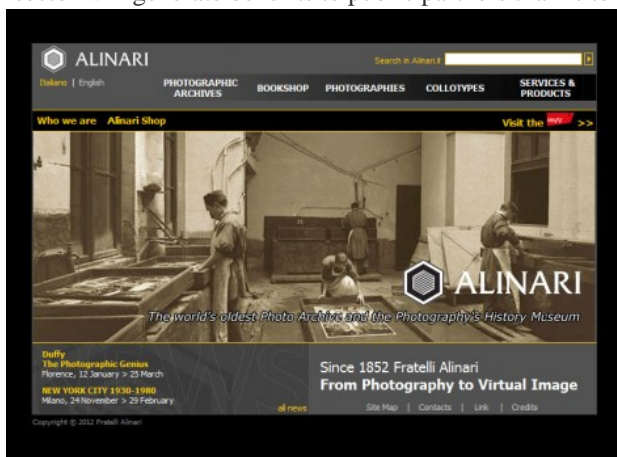 ALINARI
Search in Alinari.it
Italiano | English
PHOTOGRAPHIC ARCHIVES
BOOKSHOP
PHOTOGRAPHIES
COLLOTYPES
SERVICES & PRODUCTS
Who we are Alinari Shop
Visit the >>
ALINARI
The world's oldest Photo Archive and the Photography's History Museum
Duffy
The Photographic Genius
Florence, 12 January > 25 March
NEW YORK CITY 1930-1980
Milano, 24 November > 29 February
all news
Since 1852 Fratelli Alinari
From Photography to Virtual Image
Site Map | Contacts | Link | Credits
Copyright © 2012 Fratelli Alinari